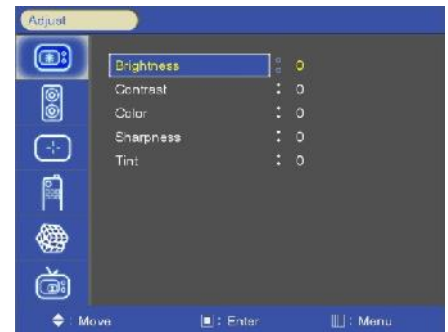 Adjust
Brightness : 0
Contrast : 0
Color : 0
Sharpness : 0
Tint : 0
: Move : Enter : Menu